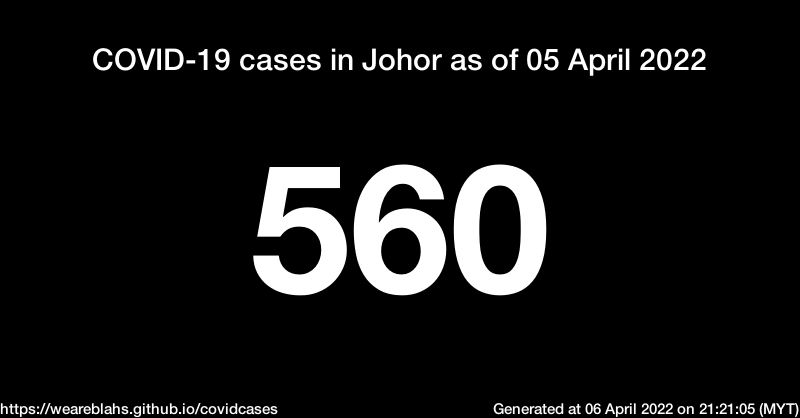 COVID-19 cases in Johor as of 05 April 2022
560
https://weareblahs.github.io/covidcases
Generated at 06 April 2022 on 21:21:05 (MYT)